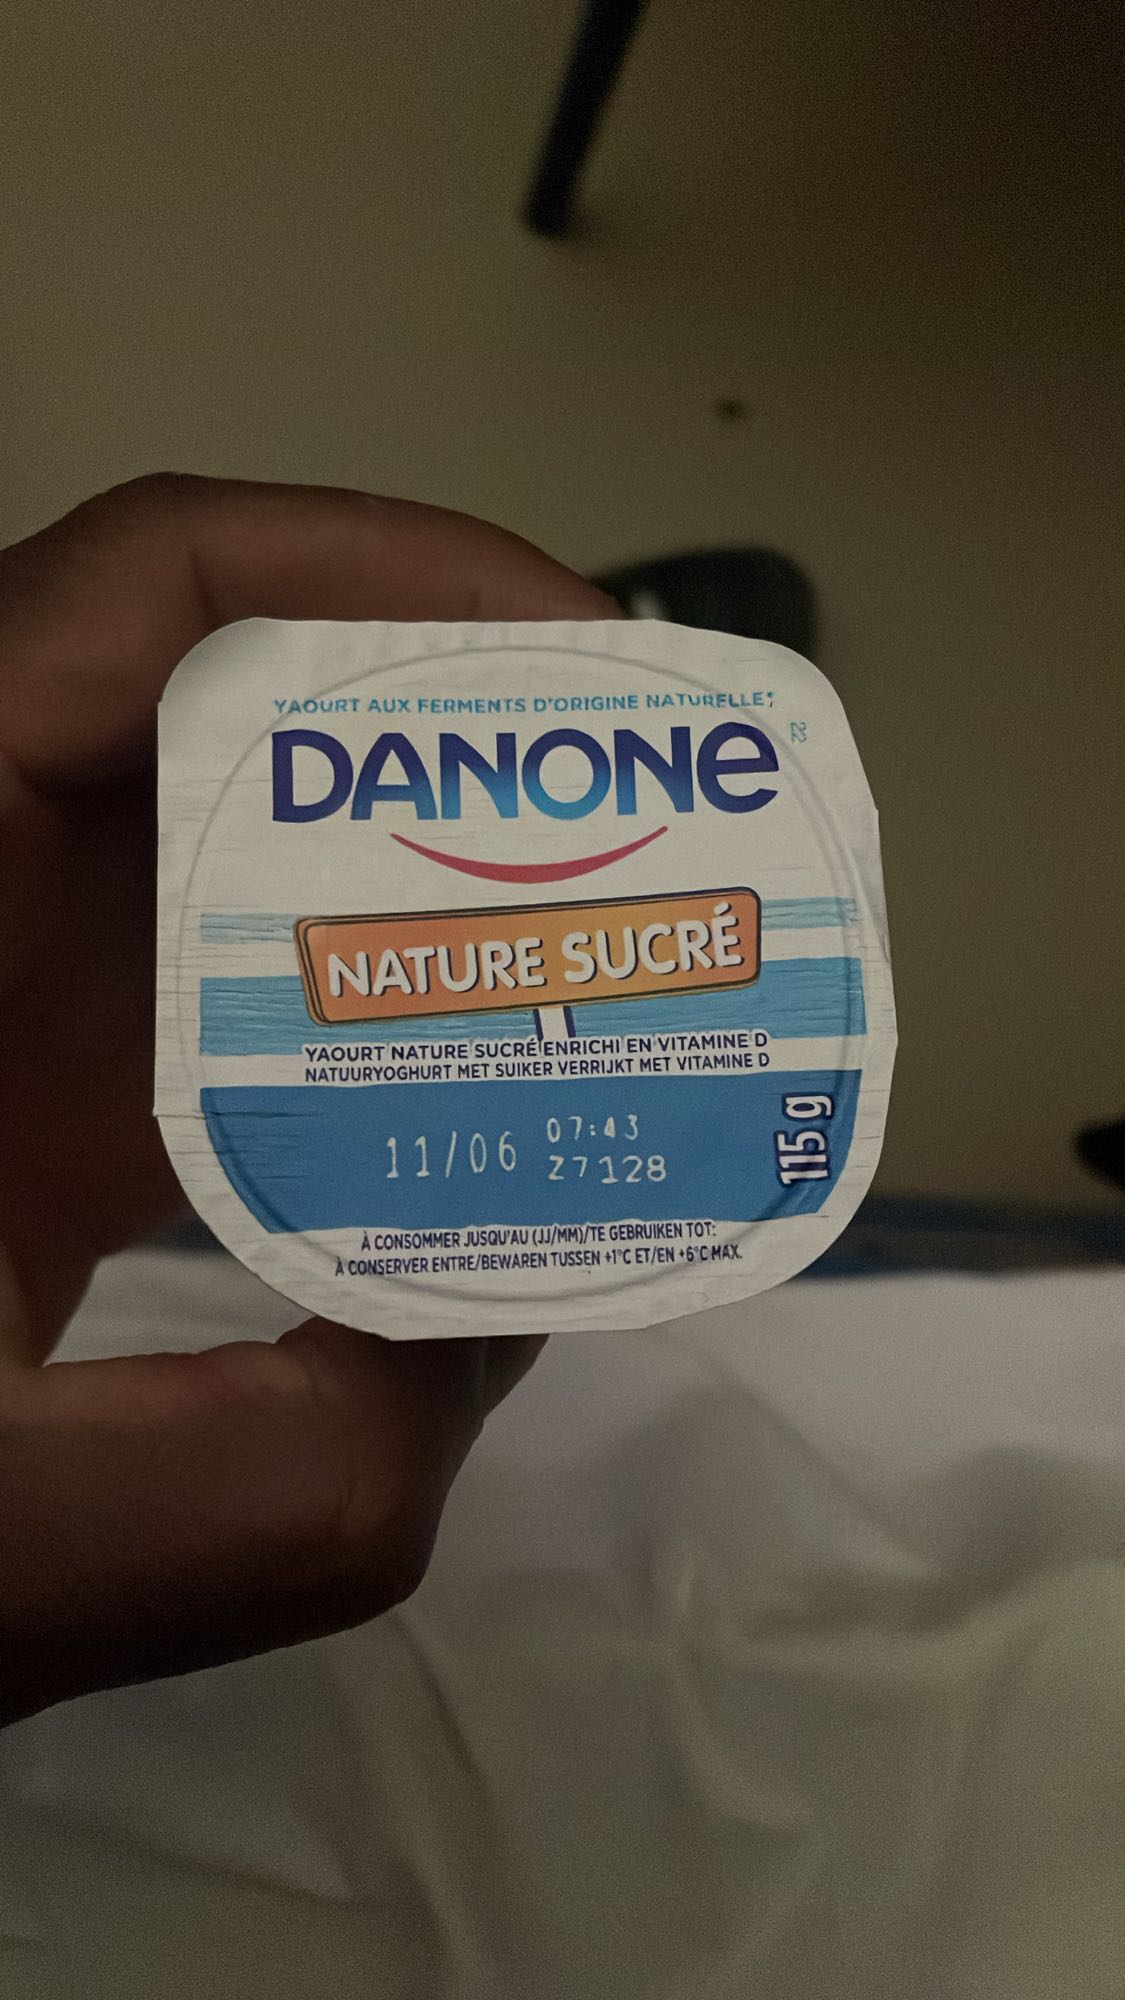 YAOURT AUX FERMENTS D'ORIGINE NATURELLE*,
DANONE
NATURE SUCRÉ
YAOURT NATURE SUCRÉ ENRICHI EN VITAMINE D
NATUURYOGHURT MET SUIKER VERRIJKT MET VITAMINE D
11/06 07:43
Z7128
115 g
À CONSOMMER JUSQU'AU (JJ/MM)/TE GEBRUIKEN TOT:
À CONSERVER ENTRE/BEWAREN TUSSEN +1°C ET/EN +6°C MAX.